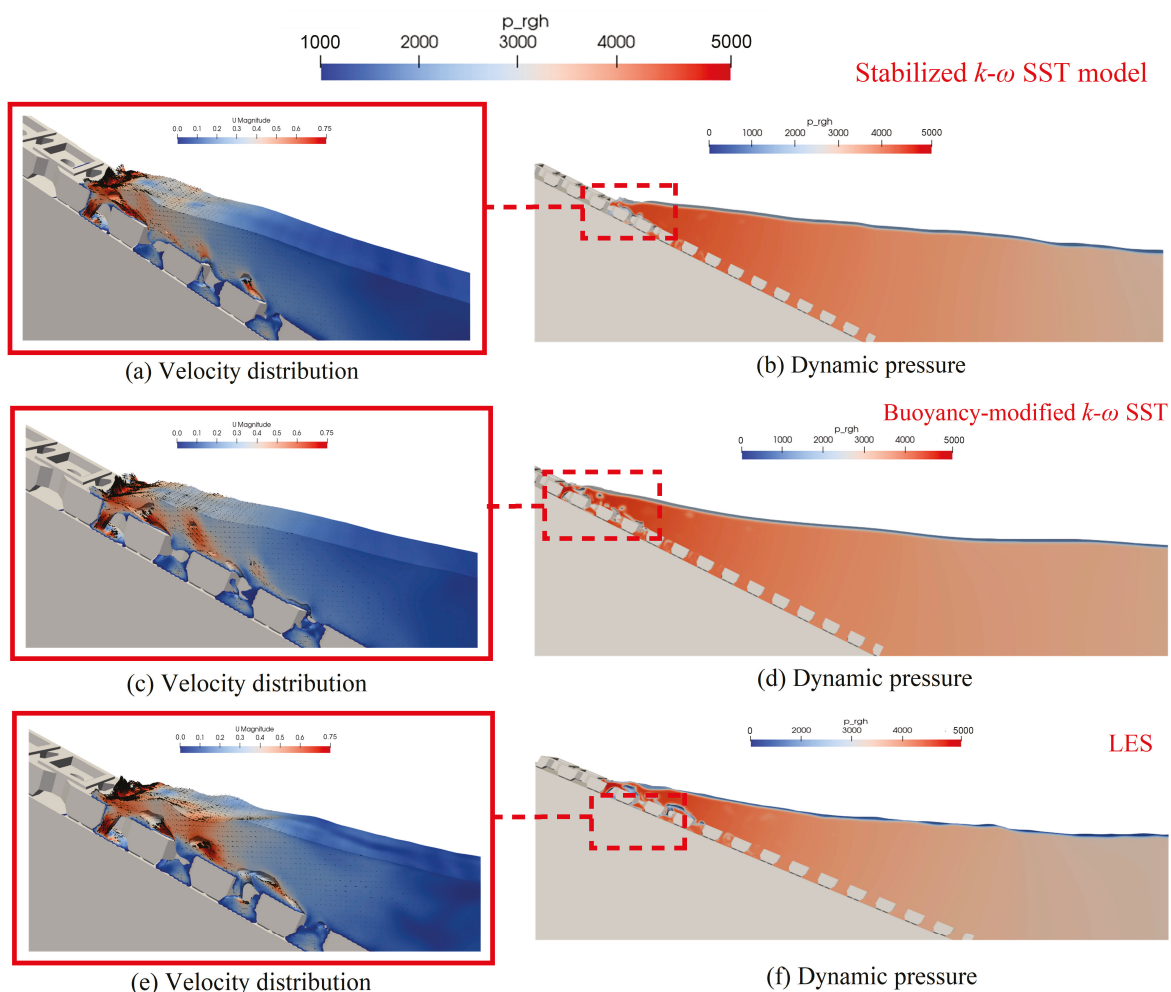 p_rgh
1000 2000 3000 4000 5000
Stabilized k-ω SST model
U Magnitude
0.0 0.1 0.2 0.3 0.4 0.5 0.6 0.75
p_rgh
0 1000 2000 3000 4000 5000
(a) Velocity distribution
(b) Dynamic pressure
Buoyancy-modified k-ω SST
U Magnitude
0.0 0.1 0.2 0.3 0.4 0.5 0.6 0.75
p_rgh
0 1000 2000 3000 4000 5000
(c) Velocity distribution
(d) Dynamic pressure
LES
U Magnitude
0.0 0.1 0.2 0.3 0.4 0.5 0.6 0.75
p_rgh
0 2000 3000 4000 5000
(e) Velocity distribution
(f) Dynamic pressure